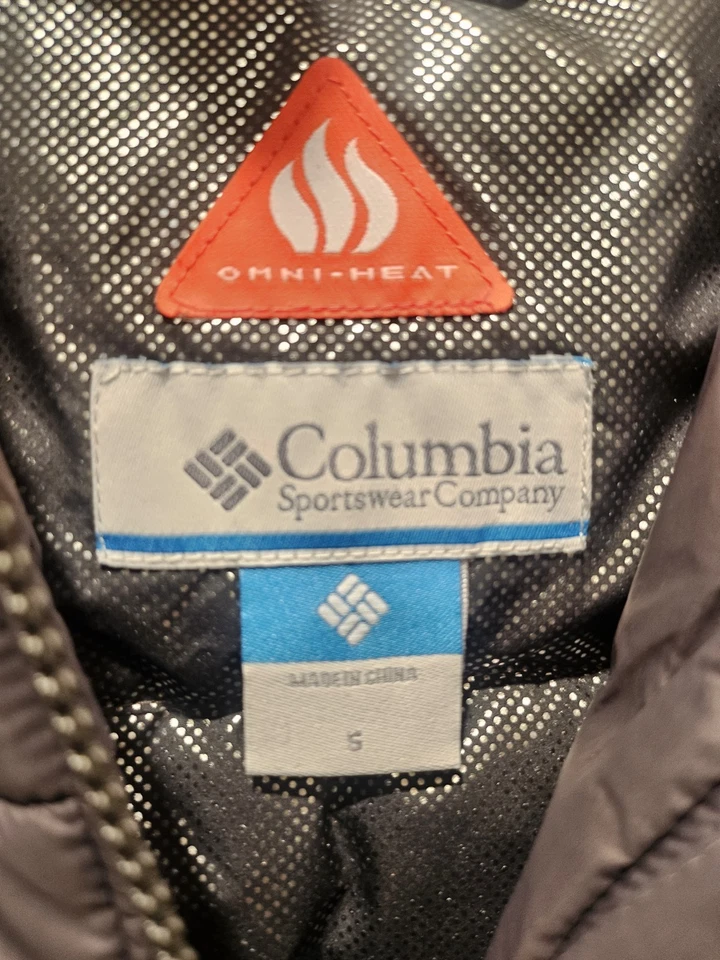 OMNI-HEAT
Columbia
Sportswear Company
MADE IN CHINA
S